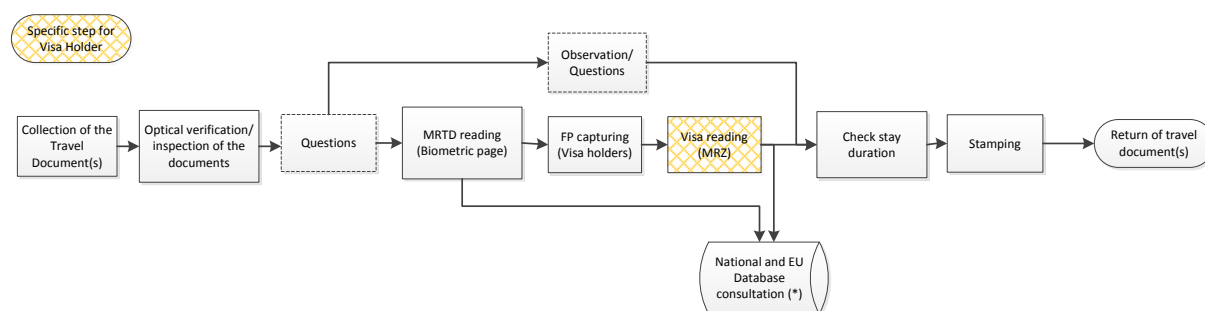 Specific step for
Visa Holder
Observation/
Questions
Collection of the
Travel
Document(s)
Optical verification/
inspection of the
documents
Questions
MRTD reading
(Biometric page)
FP capturing
(Visa holders)
Visa reading
(MRZ)
Check stay
duration
Stamping
Return of travel
document(s)
National and EU
Database
consultation (*)